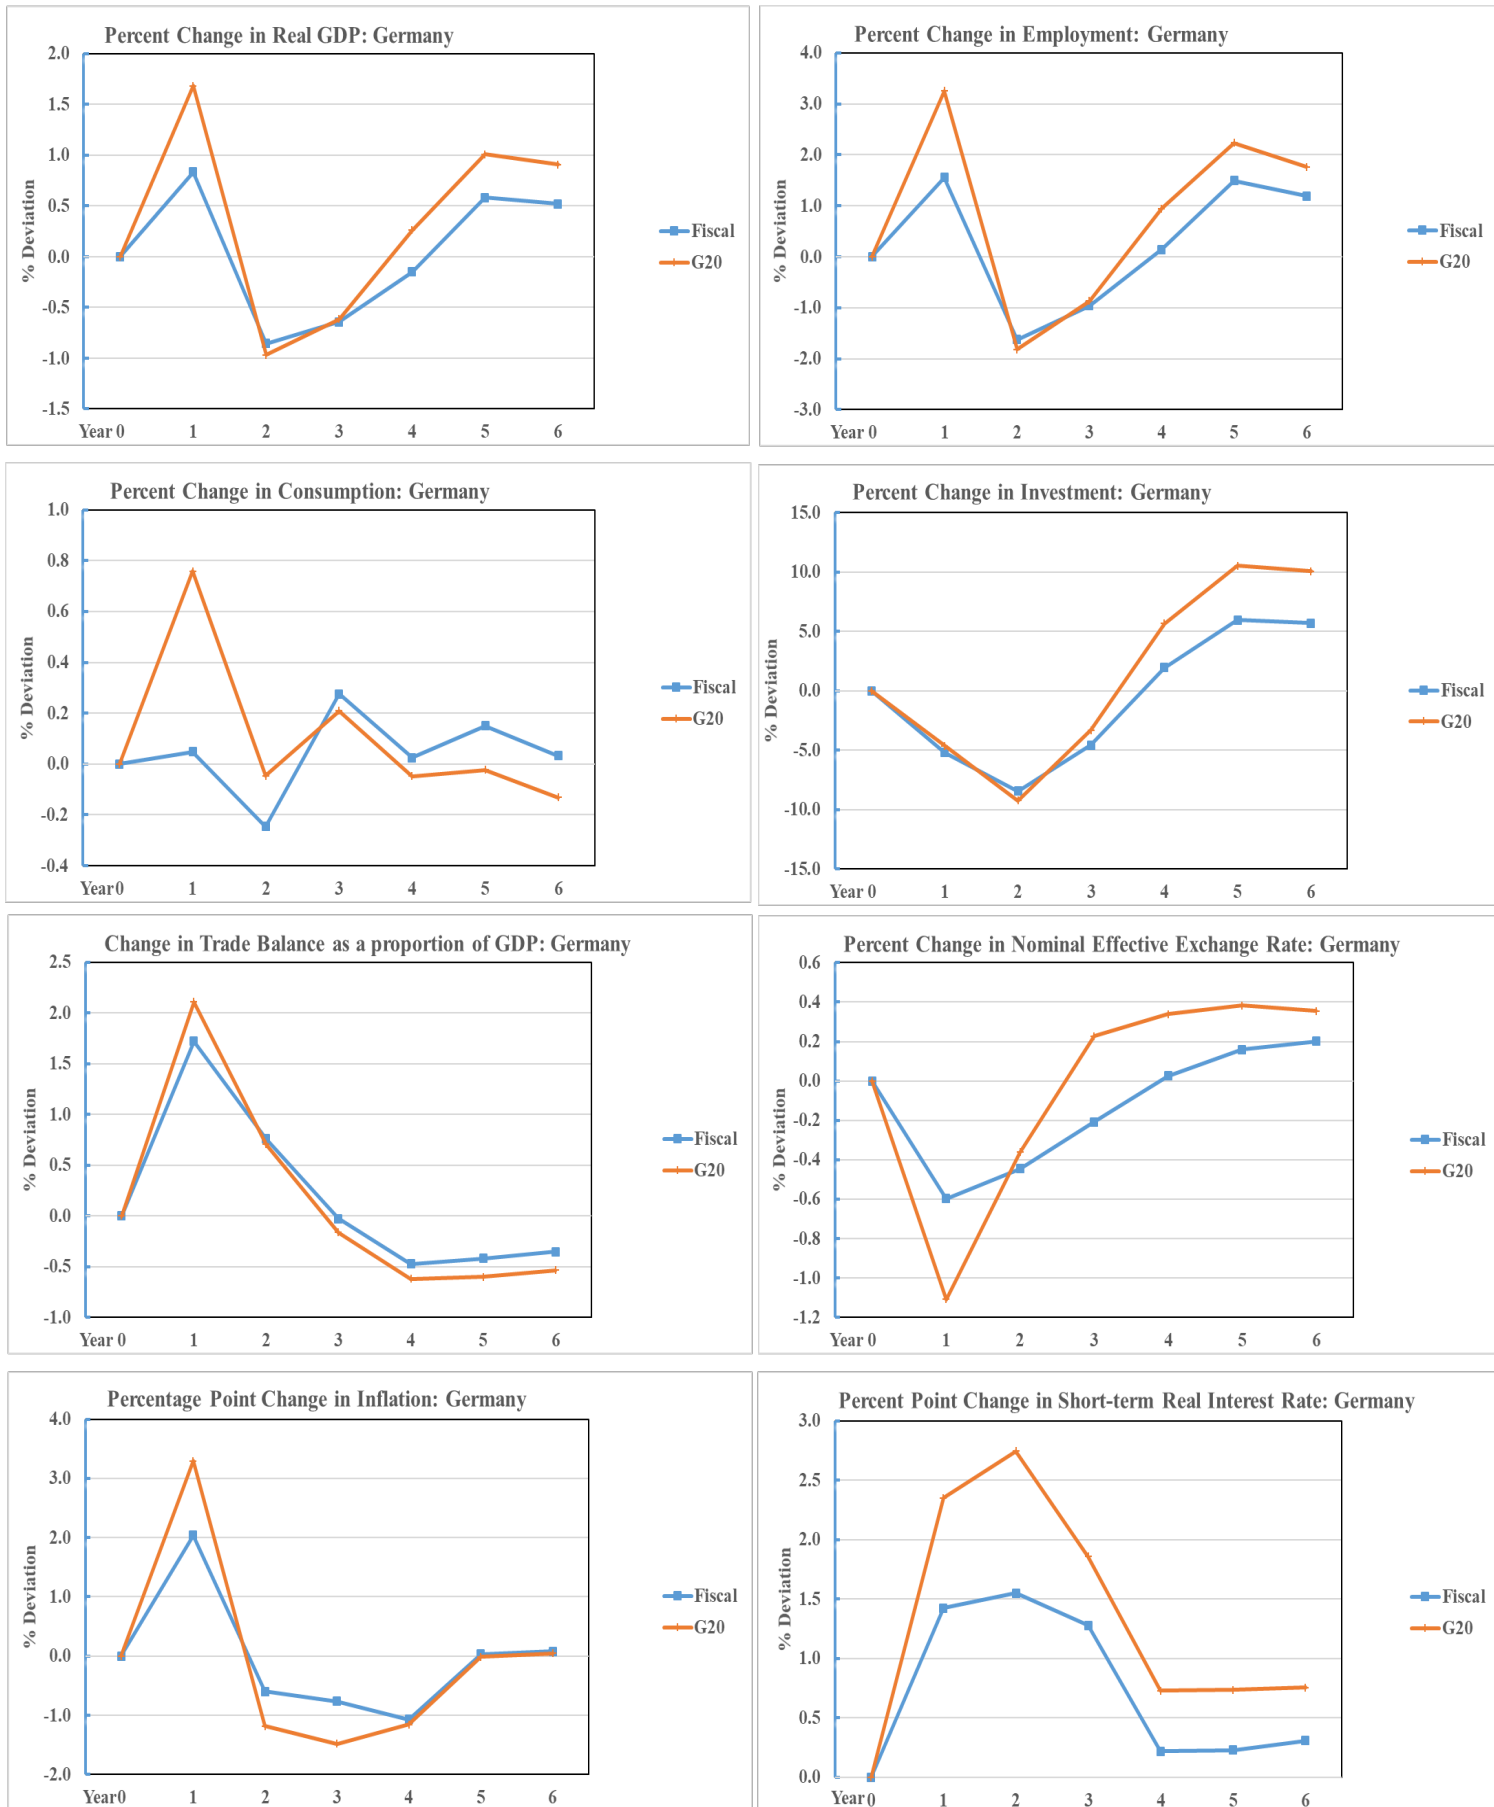 Percent Change in Real GDP: Germany
2.0
1.5
1.0
0.5
0.0
-0.5
-1.0
-1.5
% Deviation
Year 0 1 2 3 4 5 6
Fiscal
G20
Percent Change in Employment: Germany
4.0
3.0
2.0
1.0
0.0
-1.0
-2.0
-3.0
% Deviation
Year 0 1 2 3 4 5 6
Fiscal
G20
Percent Change in Consumption: Germany
1.0
0.8
0.6
0.4
0.2
0.0
-0.2
-0.4
% Deviation
Year 0 1 2 3 4 5 6
Fiscal
G20
Percent Change in Investment: Germany
15.0
10.0
5.0
0.0
-5.0
-10.0
-15.0
% Deviation
Year 0 1 2 3 4 5 6
Fiscal
G20
Change in Trade Balance as a proportion of GDP: Germany
2.5
2.0
1.5
1.0
0.5
0.0
-0.5
-1.0
% Deviation
Year 0 1 2 3 4 5 6
Fiscal
G20
Percent Change in Nominal Effective Exchange Rate: Germany
0.6
0.4
0.2
0.0
-0.2
-0.4
-0.6
-0.8
-1.0
-1.2
% Deviation
Year 0 1 2 3 4 5 6
Fiscal
G20
Percentage Point Change in Inflation: Germany
4.0
3.0
2.0
1.0
0.0
-1.0
-2.0
% Deviation
Year 0 1 2 3 4 5 6
Fiscal
G20
Percent Point Change in Short-term Real Interest Rate: Germany
3.0
2.5
2.0
1.5
1.0
0.5
0.0
% Deviation
Year 0 1 2 3 4 5 6
Fiscal
G20